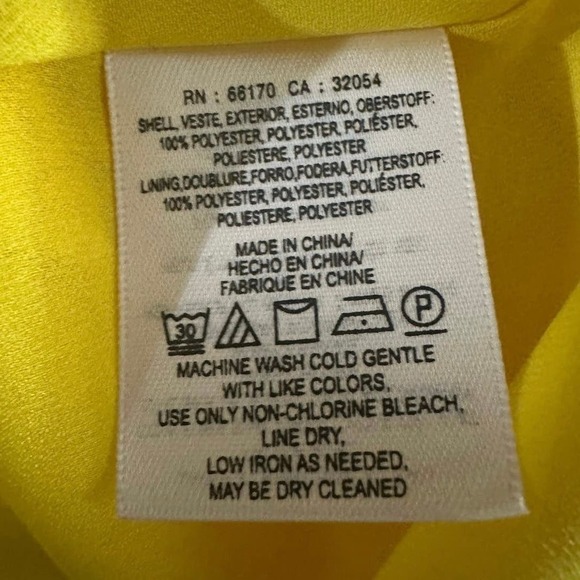 RN : 66170 CA : 32054
SHELL, VESTE, EXTERIOR, ESTERNO, OBERSTOFF:
100% POLYESTER, POLYESTER, POLIÉSTER,
POLIESTERE, POLYESTER
LINING,DOUBLURE,FORRO,FODERA,FUTTERSTOFF:
100% POLYESTER, POLYESTER, POLIÉSTER,
POLIESTERE, POLYESTER
MADE IN CHINA/
HECHO EN CHINA/
FABRIQUE EN CHINE
30 P
MACHINE WASH COLD GENTLE
WITH LIKE COLORS,
USE ONLY NON-CHLORINE BLEACH,
LINE DRY,
LOW IRON AS NEEDED,
MAY BE DRY CLEANED